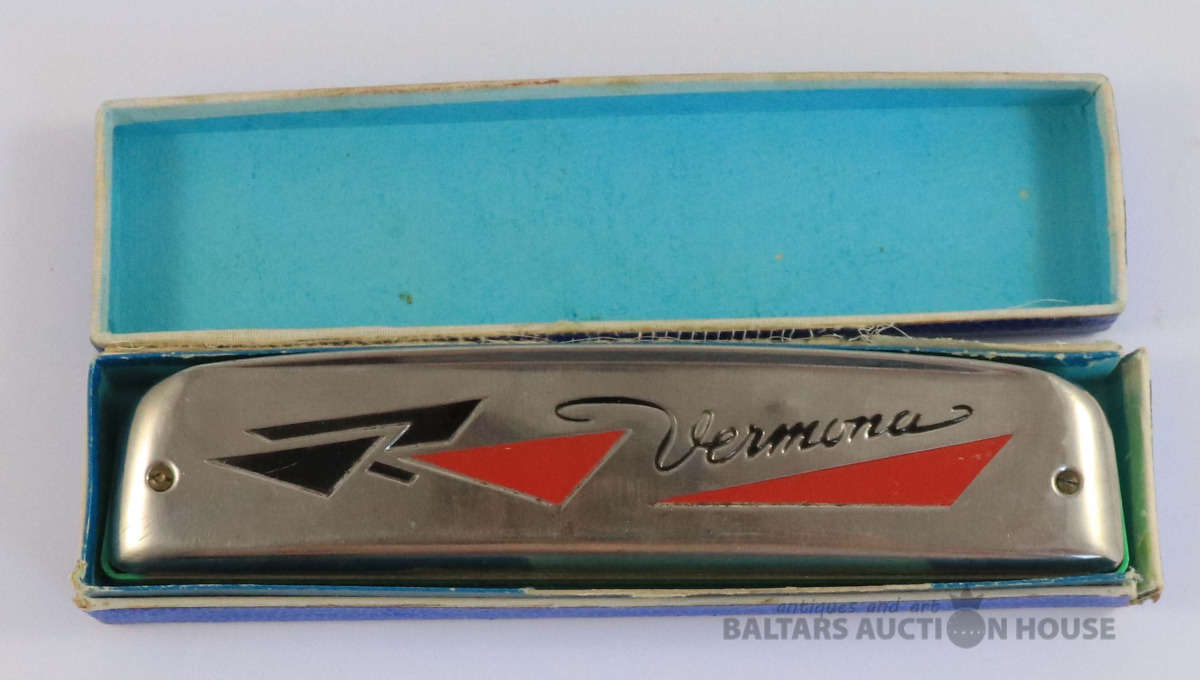 Vermona
antiques and art
BALTARS AUCTION HOUSE